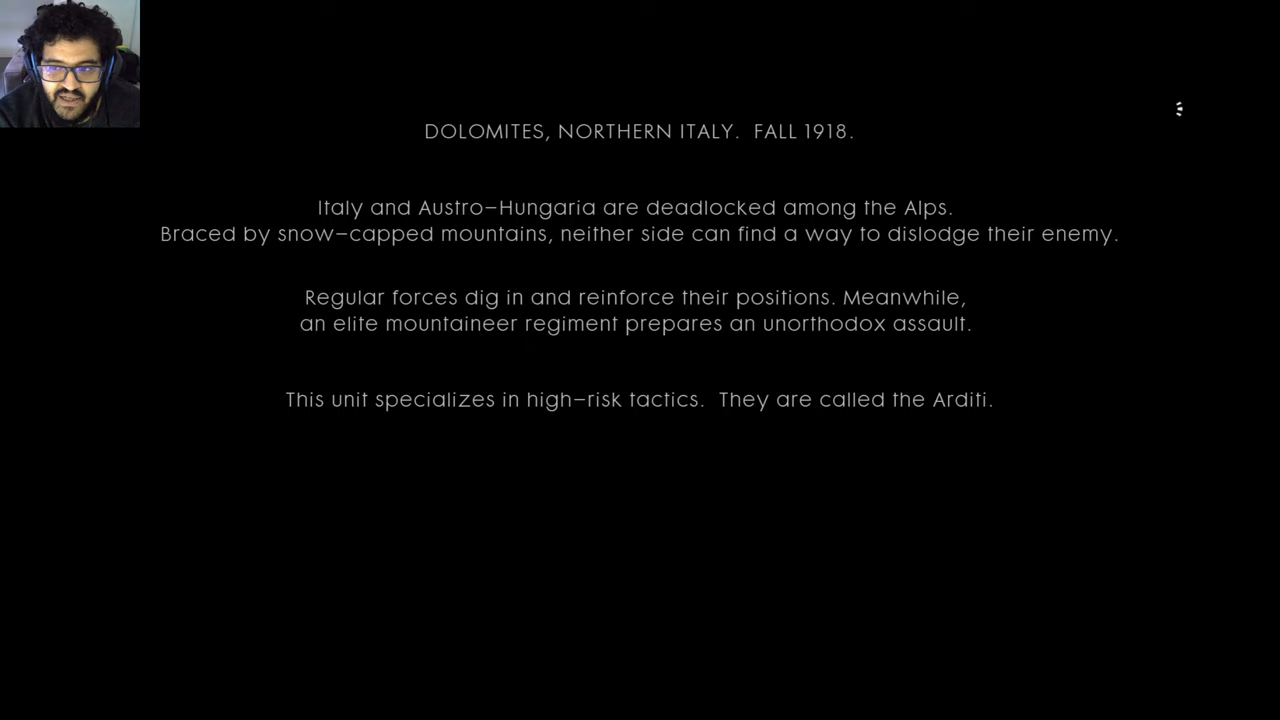 DOLOMITES, NORTHERN ITALY. FALL 1918.
Italy and Austro-Hungaria are deadlocked among the Alps.
Braced by snow-capped mountains, neither side can find a way to dislodge their enemy.
Regular forces dig in and reinforce their positions. Meanwhile,
an elite mountaineer regiment prepares an unorthodox assault.
This unit specializes in high-risk tactics. They are called the Arditi.